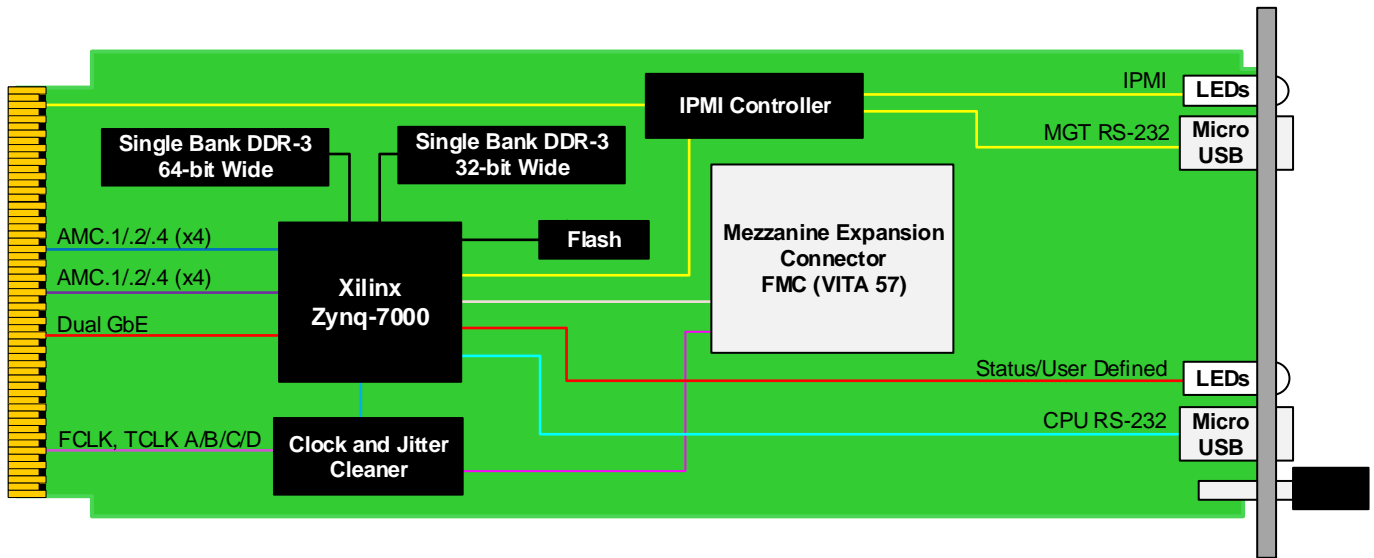 IPMI
LEDs
IPMI Controller
MGT RS-232
Micro
USB
Single Bank DDR-3
64-bit Wide
Single Bank DDR-3
32-bit Wide
AMC.1/.2/.4 (x4)
Flash
Mezzanine Expansion
Connector
FMC (VITA 57)
AMC.1/.2/.4 (x4)
Xilinx
Zynq-7000
Dual GbE
Status/User Defined
LEDs
FCLK, TCLK A/B/C/D
Clock and Jitter
Cleaner
CPU RS-232
Micro
USB